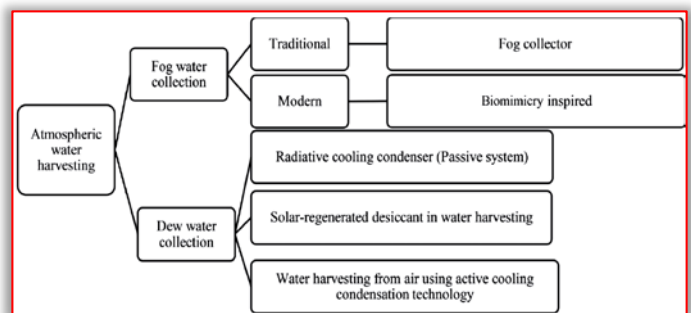 Traditional
Fog collector
Fog water
collection
Modern
Biomimicry inspired
Atmospheric
water
harvesting
Radiative cooling condenser (Passive system)
Solar-regenerated desiccant in water harvesting
Dew water
collection
Water harvesting from air using active cooling
condensation technology